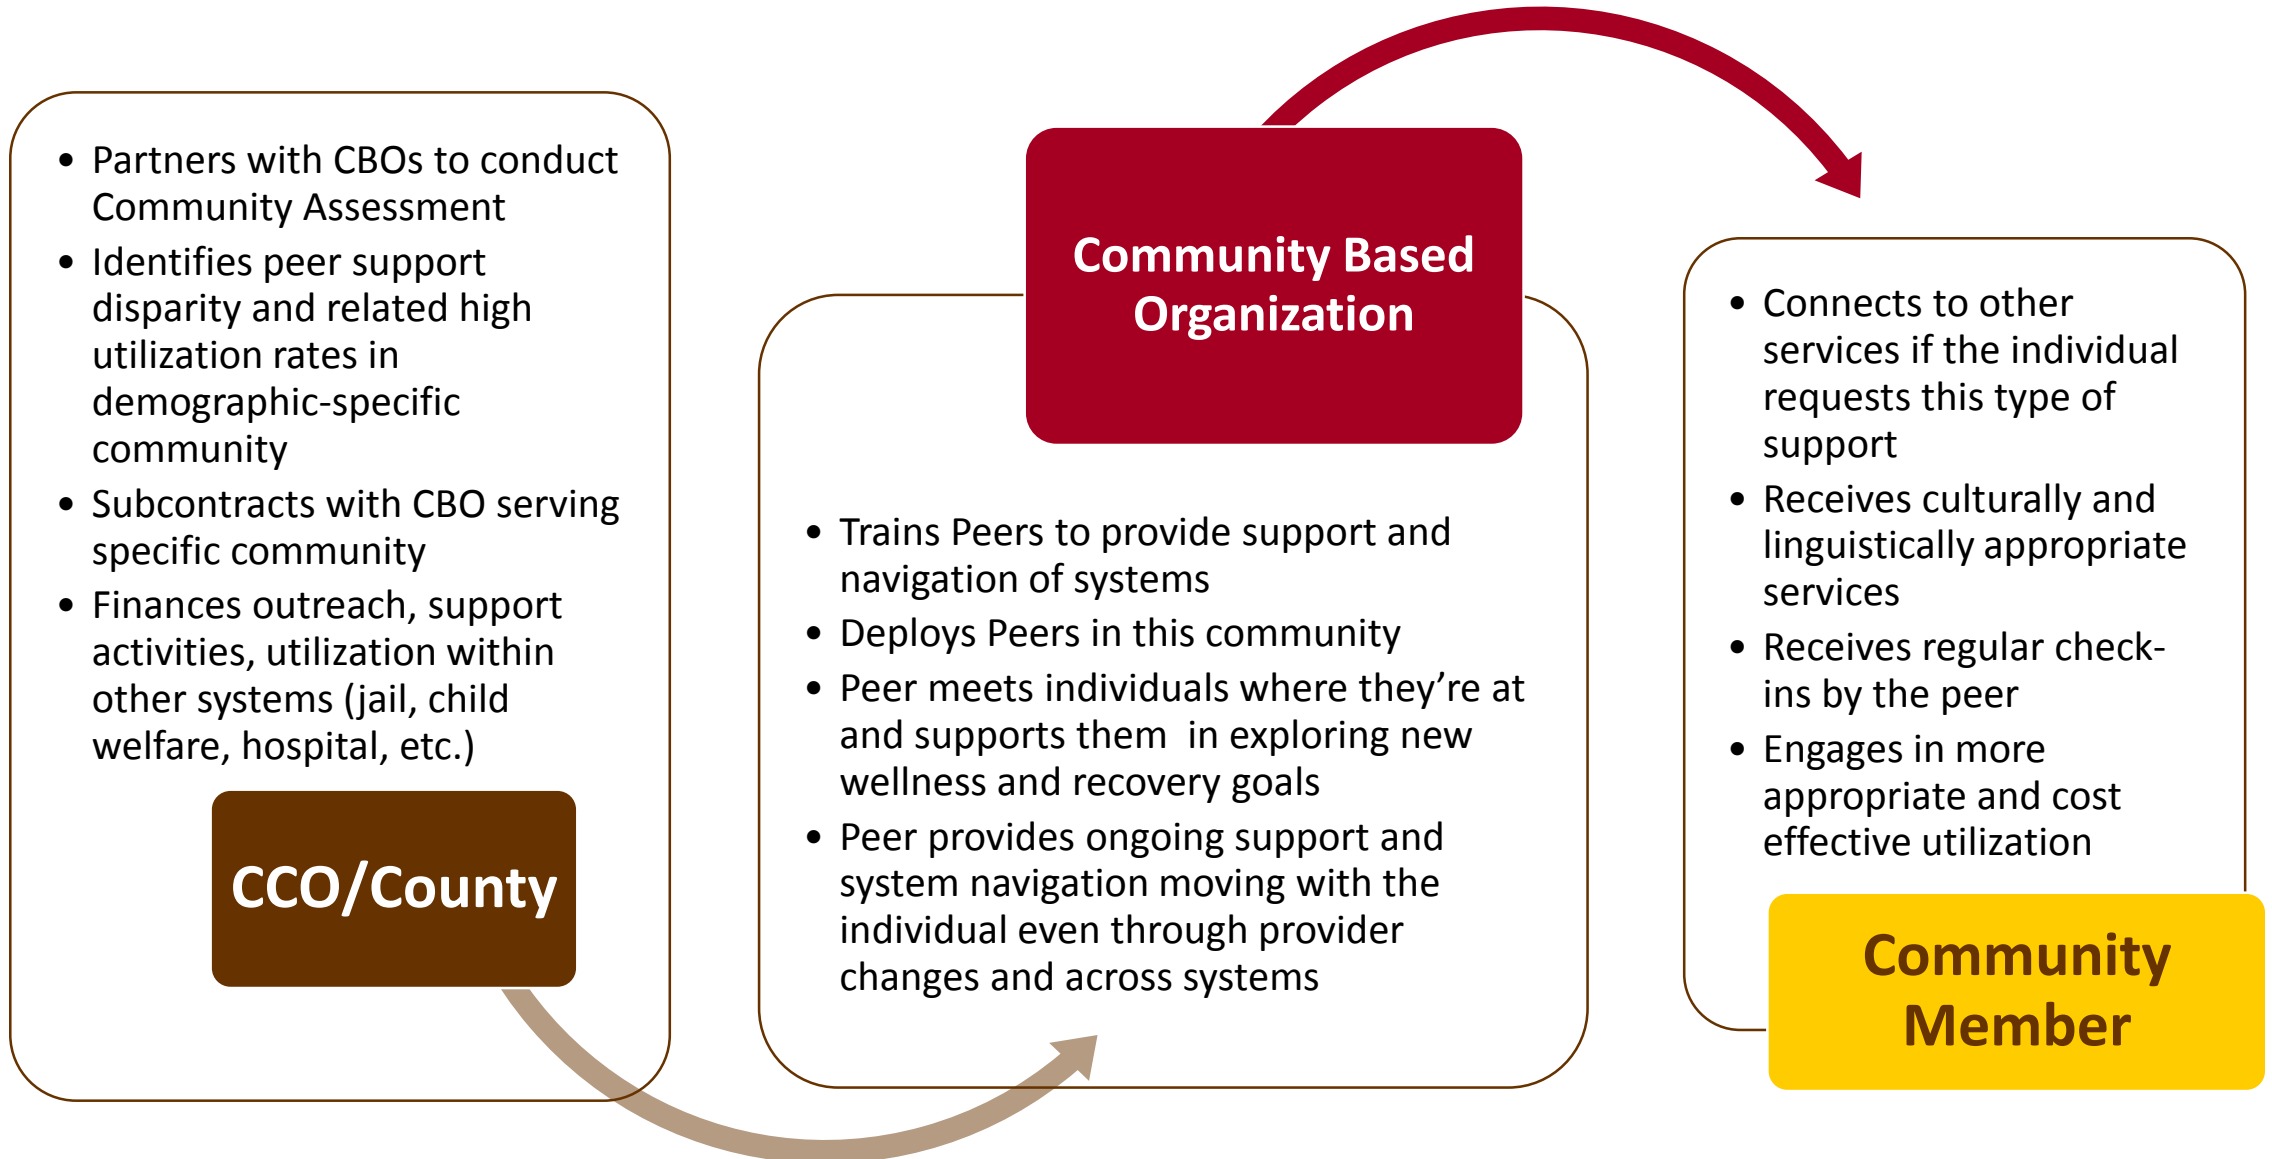 • Partners with CBOs to conduct
Community Assessment
• Identifies peer support
disparity and related high
utilization rates in
demographic-specific
community
• Subcontracts with CBO serving
specific community
• Finances outreach, support
activities, utilization within
other systems (jail, child
welfare, hospital, etc.)
CCO/County
Community Based
Organization
• Trains Peers to provide support and
navigation of systems
• Deploys Peers in this community
• Peer meets individuals where they’re at
and supports them  in exploring new
wellness and recovery goals
• Peer provides ongoing support and
system navigation moving with the
individual even through provider
changes and across systems
• Connects to other
services if the individual
requests this type of
support
• Receives culturally and
linguistically appropriate
services
• Receives regular check-
ins by the peer
• Engages in more
appropriate and cost
effective utilization
Community
Member